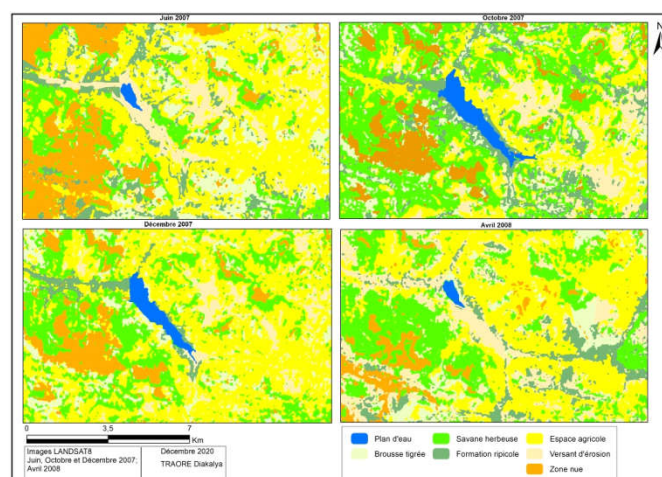 Juin 2007
Octobre 2007
N
Décembre 2007
Avril 2008
0 3,5 7
Km
Images LANDSAT8
Juin, Octobre et Décembre 2007;
Avril 2008
Décembre 2020
TRAORE Diakalya
Plan d'eau
Savane herbeuse
Espace agricole
Brousse tigrée
Formation ripicole
Versant d'érosion
Zone nue